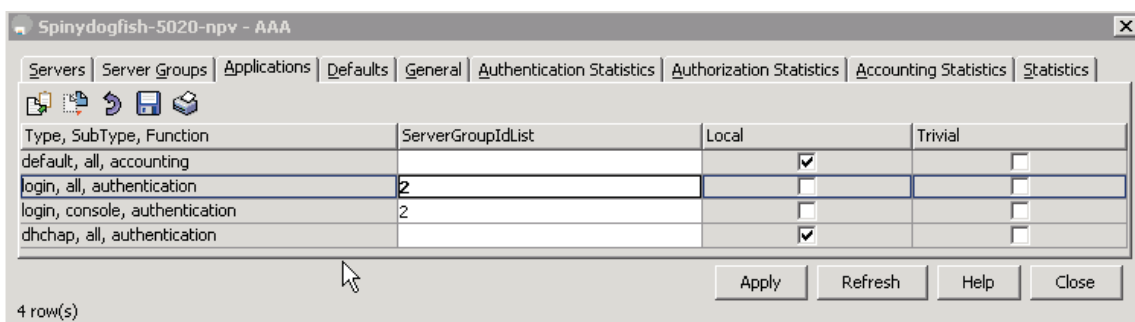 Spinydogfish-5020-npv - AAA
Servers Server Groups Applications Defaults General Authentication Statistics Authorization Statistics Accounting Statistics Statistics
Type, SubType, Function ServerGroupIdList Local Trivial
default, all, accounting
login, all, authentication 2
login, console, authentication 2
dhchap, all, authentication
Apply Refresh Help Close
4 row(s)